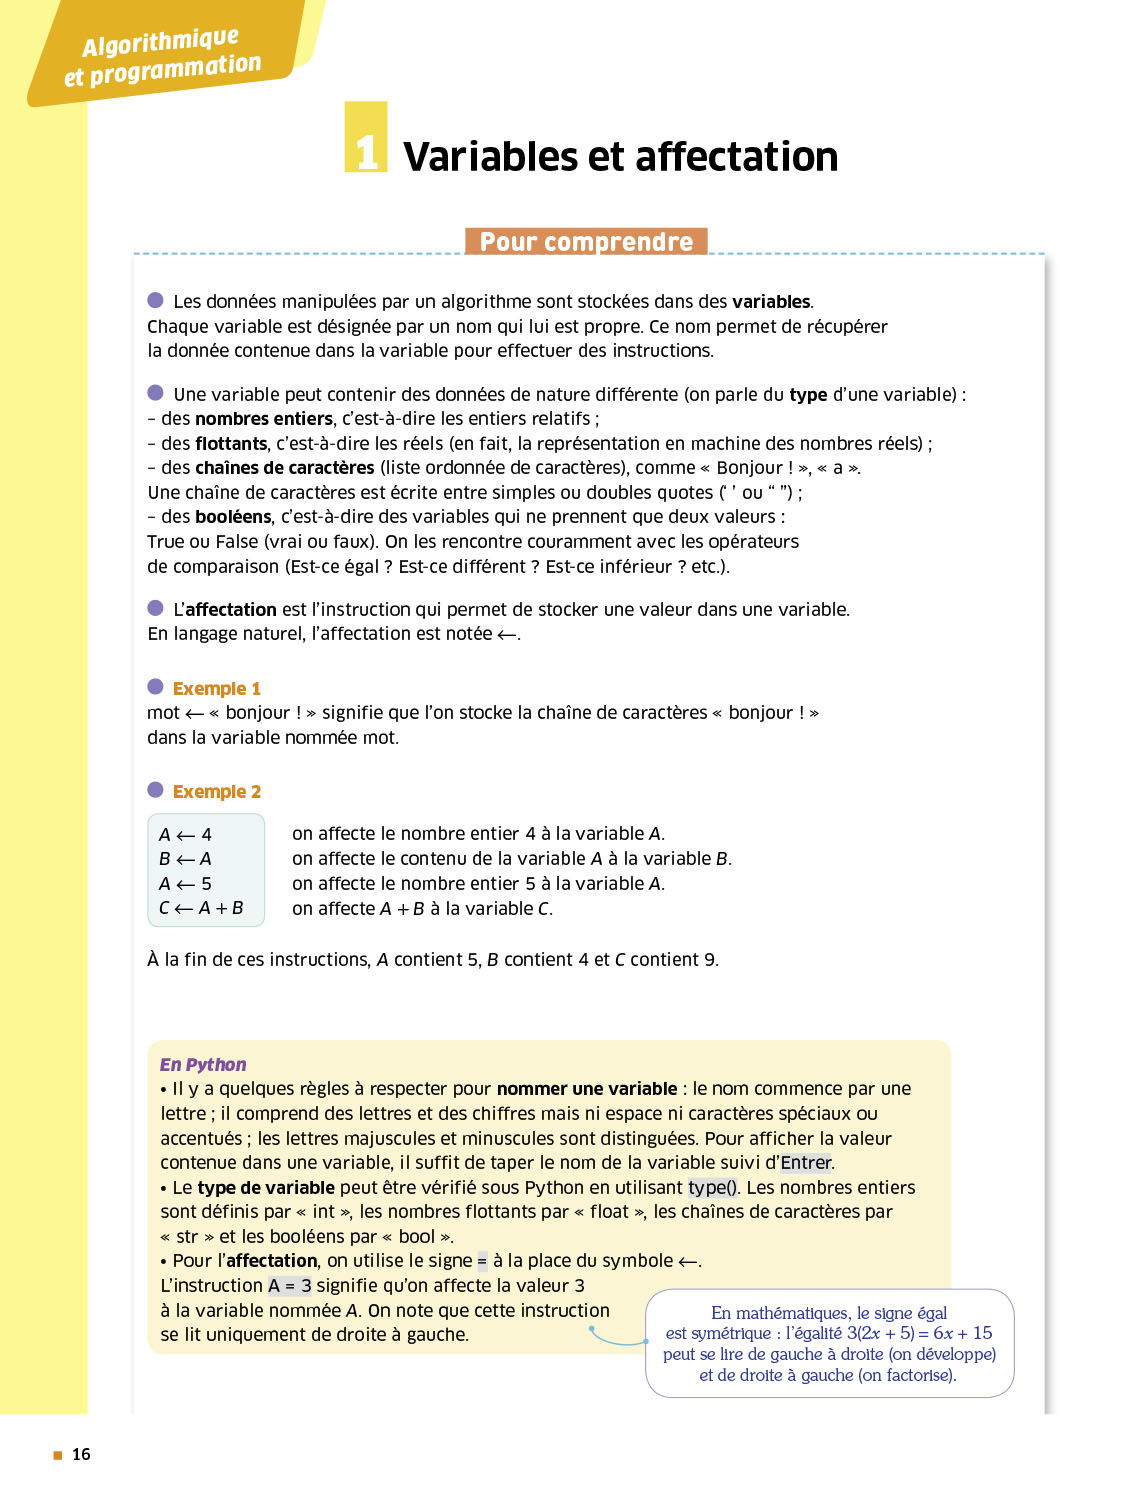 Algorithmique
et programmation
1 Variables et affectation
Pour comprendre
● Les données manipulées par un algorithme sont stockées dans des variables.
Chaque variable est désignée par un nom qui lui est propre. Ce nom permet de récupérer
la donnée contenue dans la variable pour effectuer des instructions.
● Une variable peut contenir des données de nature différente (on parle du type d’une variable) :
– des nombres entiers, c’est-à-dire les entiers relatifs ;
– des flottants, c’est-à-dire les réels (en fait, la représentation en machine des nombres réels) ;
– des chaînes de caractères (liste ordonnée de caractères), comme « Bonjour ! », « a ».
Une chaîne de caractères est écrite entre simples ou doubles quotes (‘ ’ ou “ ”) ;
– des booléens, c’est-à-dire des variables qui ne prennent que deux valeurs :
True ou False (vrai ou faux). On les rencontre couramment avec les opérateurs
de comparaison (Est-ce égal ? Est-ce différent ? Est-ce inférieur ? etc.).
● L’affectation est l’instruction qui permet de stocker une valeur dans une variable.
En langage naturel, l’affectation est notée ←.
● Exemple 1
mot ← « bonjour ! » signifie que l’on stocke la chaîne de caractères « bonjour ! »
dans la variable nommée mot.
● Exemple 2
A ← 4 on affecte le nombre entier 4 à la variable A.
B ← A on affecte le contenu de la variable A à la variable B.
A ← 5 on affecte le nombre entier 5 à la variable A.
C ← A + B on affecte A + B à la variable C.
À la fin de ces instructions, A contient 5, B contient 4 et C contient 9.
En Python
• Il y a quelques règles à respecter pour nommer une variable : le nom commence par une
lettre ; il comprend des lettres et des chiffres mais ni espace ni caractères spéciaux ou
accentués ; les lettres majuscules et minuscules sont distinguées. Pour afficher la valeur
contenue dans une variable, il suffit de taper le nom de la variable suivi d’Entrer.
• Le type de variable peut être vérifié sous Python en utilisant type(). Les nombres entiers
sont définis par « int », les nombres flottants par « float », les chaînes de caractères par
« str » et les booléens par « bool ».
• Pour l’affectation, on utilise le signe = à la place du symbole ←.
L’instruction A = 3 signifie qu’on affecte la valeur 3
à la variable nommée A. On note que cette instruction
se lit uniquement de droite à gauche.
En mathématiques, le signe égal
est symétrique : l’égalité 3(2x + 5) = 6x + 15
peut se lire de gauche à droite (on développe)
et de droite à gauche (on factorise).
16